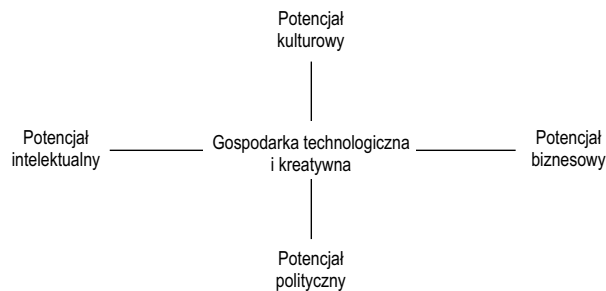 Potencjał
kulturowy
Potencjał
intelektualny
Gospodarka technologiczna
i kreatywna
Potencjał
biznesowy
Potencjał
polityczny